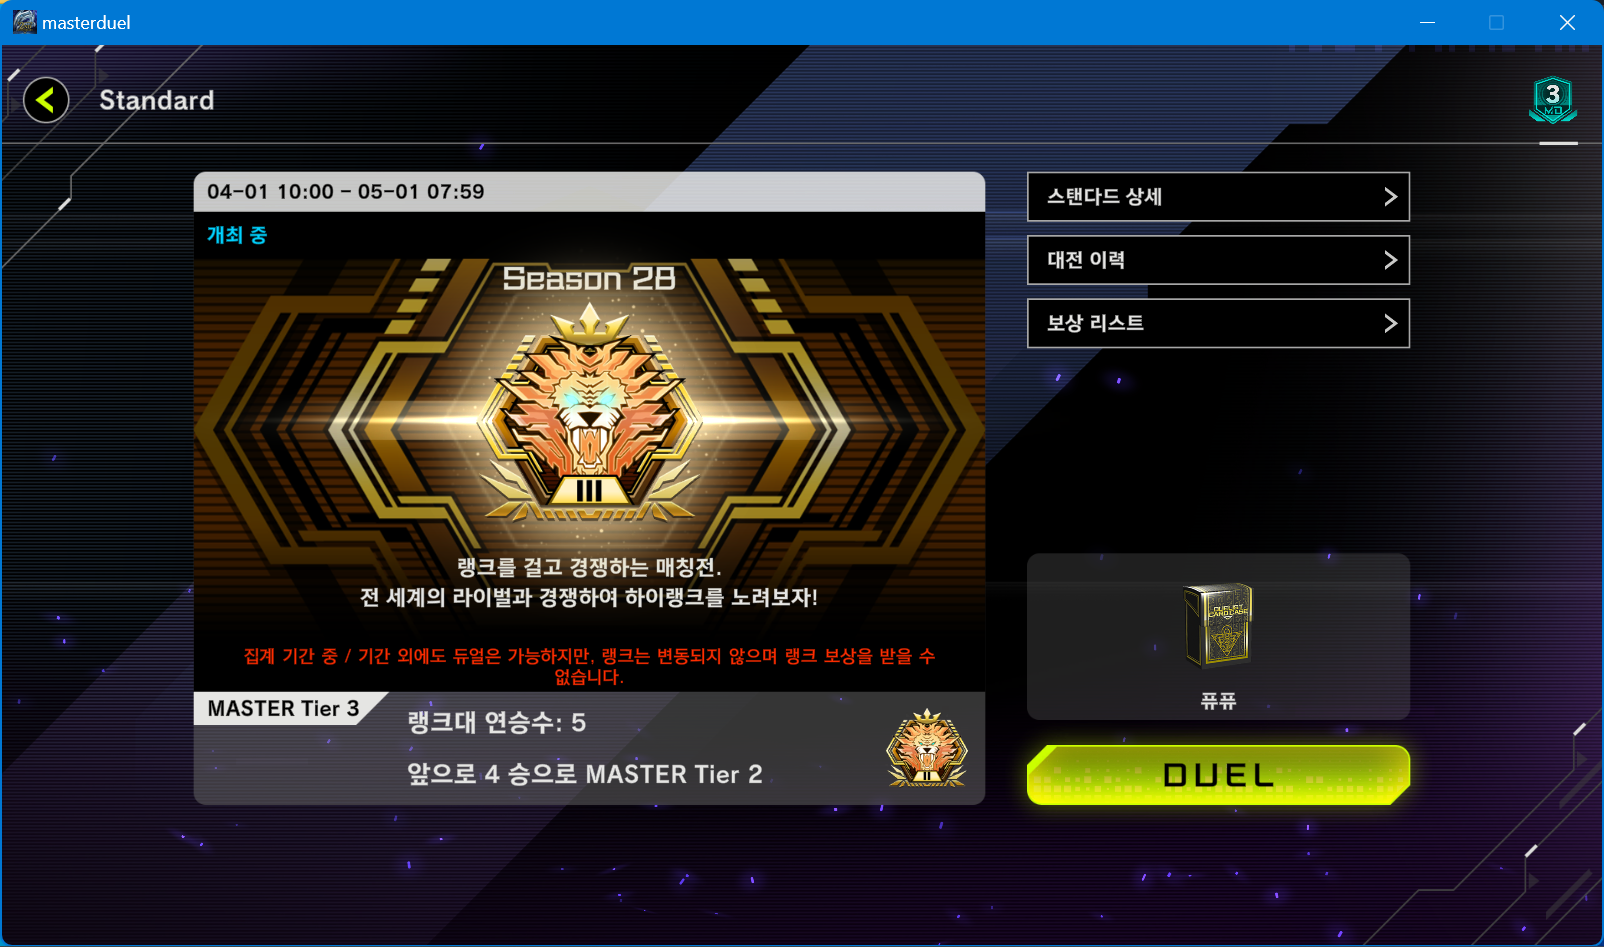 masterduel
Standard
3
MD
04-01 10:00 - 05-01 07:59
개최 중
Season 28
III
랭크를 걸고 경쟁하는 매칭전.
전 세계의 라이벌과 경쟁하여 하이랭크를 노려보자!
집계 기간 중 / 기간 외에도 듀얼은 가능하지만, 랭크는 변동되지 않으며 랭크 보상을 받을 수
없습니다.
MASTER Tier 3
랭크대 연승수: 5
앞으로 4 승으로 MASTER Tier 2
II
스탠다드 상세
대전 이력
보상 리스트
DUELIST
CARD CASE
퓨퓨
DUEL